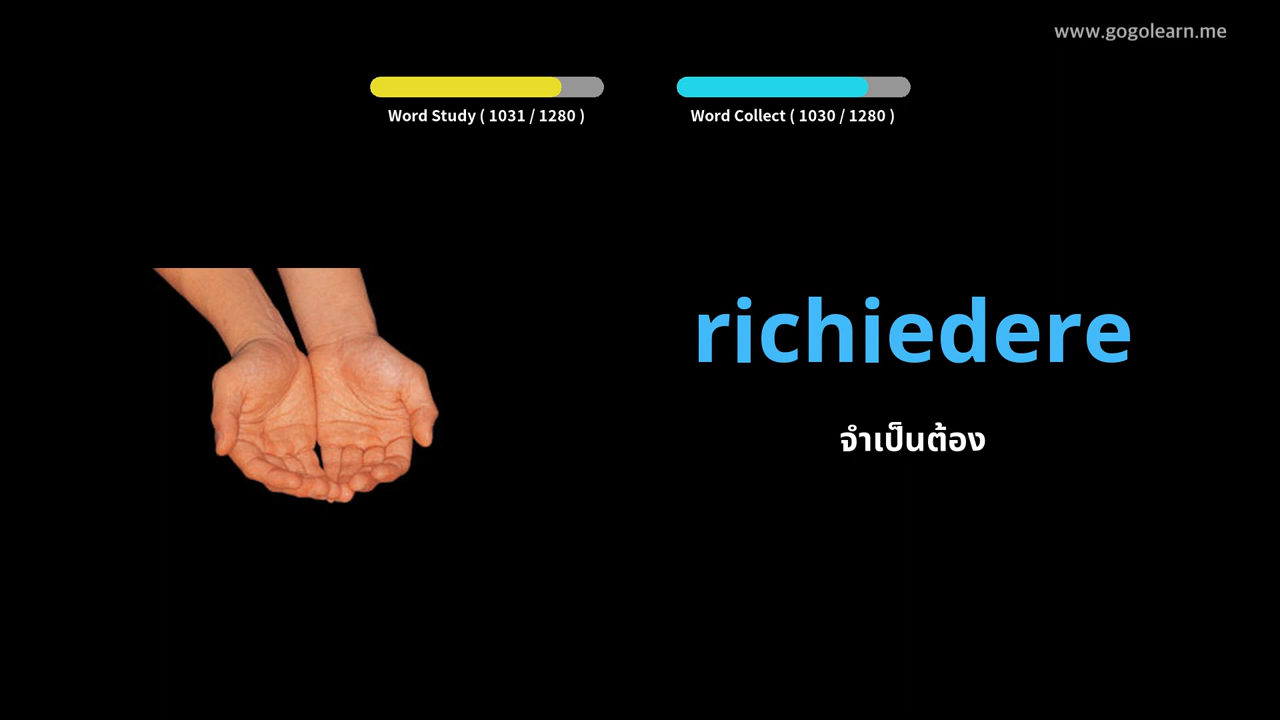 www.gogolearn.me
Word Study ( 1031 / 1280 )
Word Collect ( 1030 / 1280 )
richiedere
จำเป็นต้อง